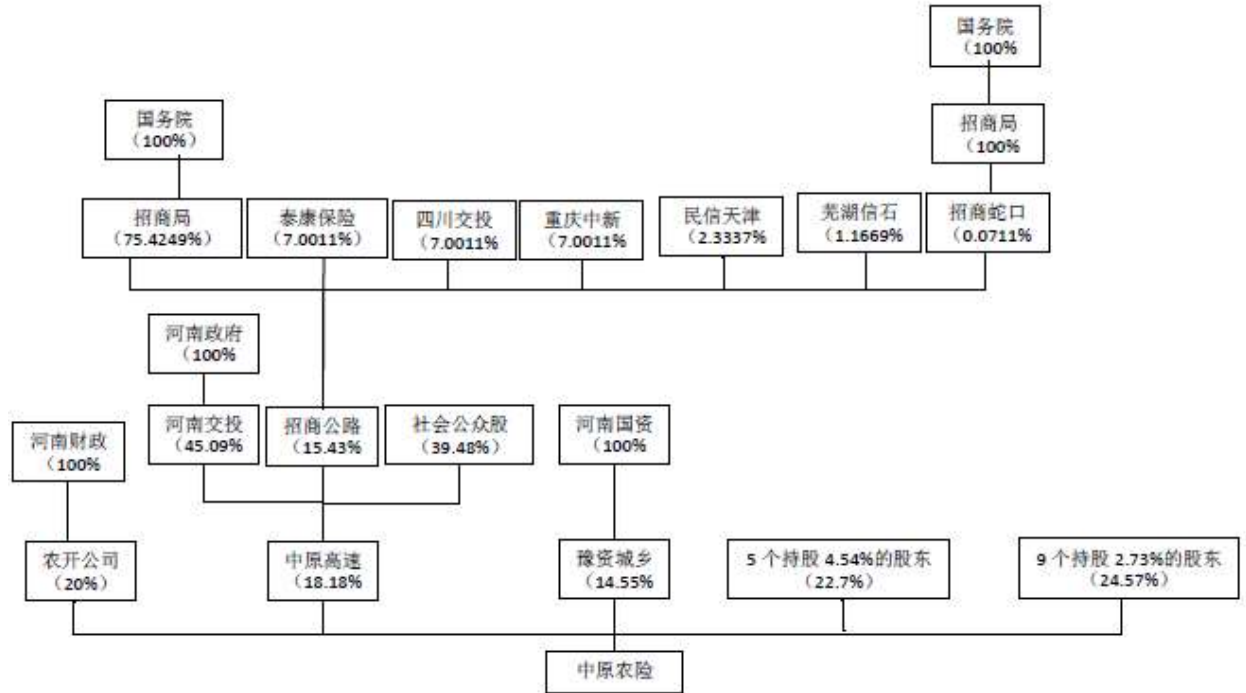 国务院
（100%
国务院
（100%）
招商局
（100%
招商局
（75.4249%）
泰康保险
（7.0011%）
四川交投
（7.0011%
重庆中新
（7.0011%
民信天津
（2.3337%
芜湖信石
（1.1669%
招商蛇口
（0.0711%
河南政府
（100%
河南财政
（100%
河南交投
（45.09%
招商公路
（15.43%
社会公众股
（39.48%）
河南国资
（100%
农开公司
（20%）
中原高速
（18.18%
豫资城乡
（14.55%
5 个持股 4.54%的股东
（22.7%）
9 个持股 2.73%的股东
（24.57%）
中原农险